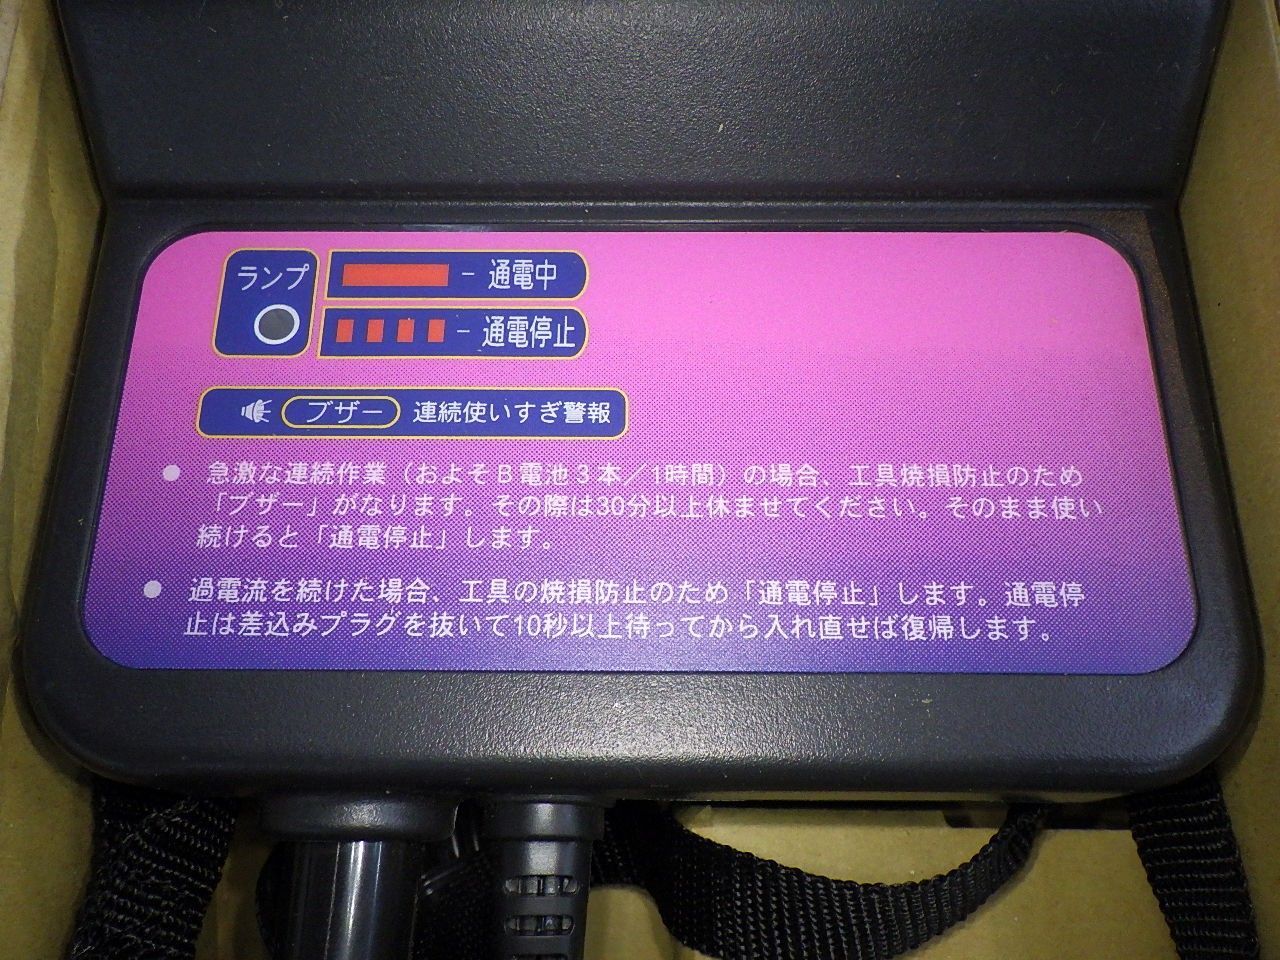 ランプ
－通電中
－通電停止
ブザー 連続使いすぎ警報
● 急激な連続作業（およそB電池3本／1時間）の場合、工具焼損防止のため
「ブザー」がなります。その際は30分以上休ませてください。そのまま使い
続けると「通電停止」します。
● 過電流を続けた場合、工具の焼損防止のため「通電停止」します。通電停
止は差込みプラグを抜いて10秒以上待ってから入れ直せば復帰します。